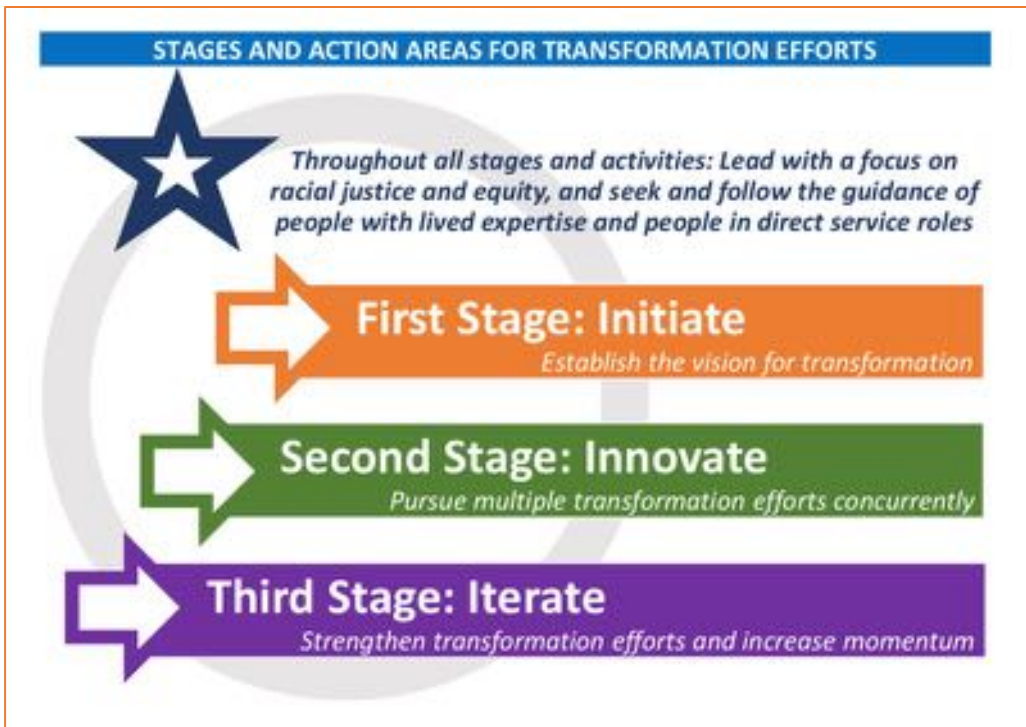 STAGES AND ACTION AREAS FOR TRANSFORMATION EFFORTS
Throughout all stages and activities: Lead with a focus on
racial justice and equity, and seek and follow the guidance of
people with lived expertise and people in direct service roles
First Stage: Initiate
Establish the vision for transformation
Second Stage: Innovate
Pursue multiple transformation efforts concurrently
Third Stage: Iterate
Strengthen transformation efforts and increase momentum